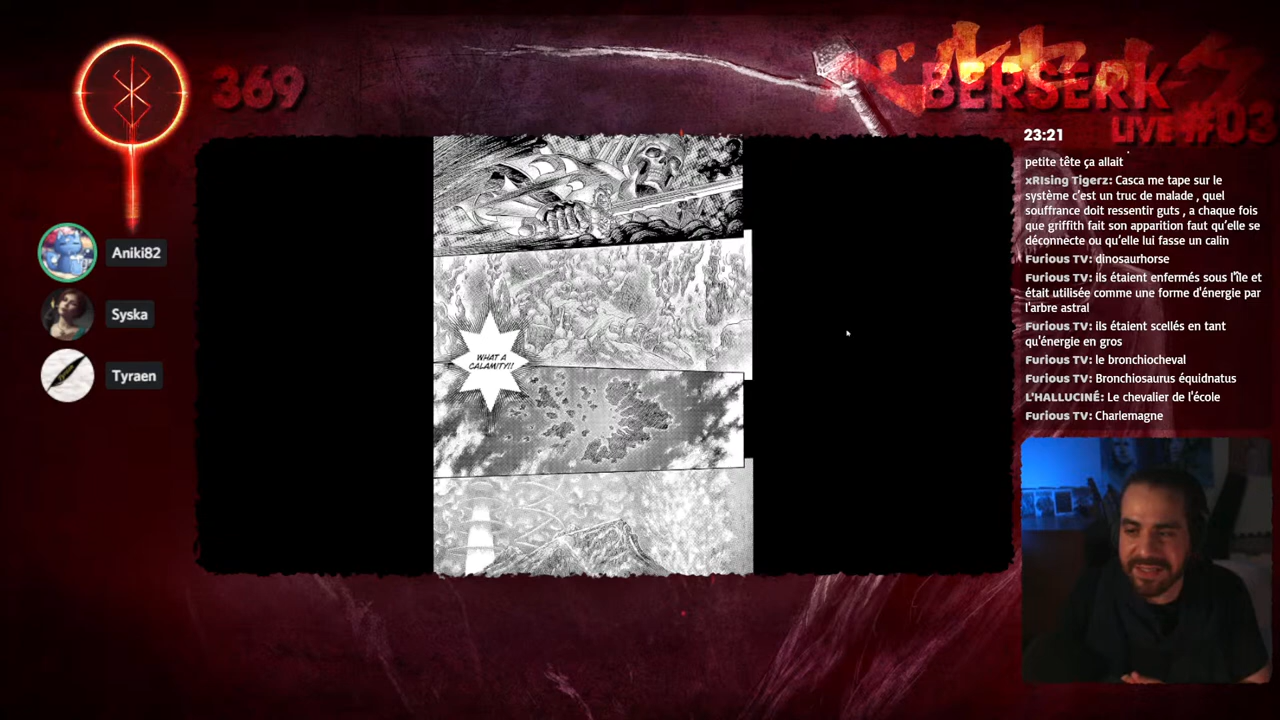 369
BERSERK
LIVE #03
23:21
Aniki82
Syska
Tyraen
WHAT A
CALAMITY!!
petite tête ça allait
xRIsing Tigerz: Casca me tape sur le
système c'est un truc de malade , quel
souffrance doit ressentir guts , a chaque fois
que griffith fait son apparition faut qu'elle se
déconnecte ou qu'elle lui fasse un calin
Furious TV: dinosaurhorse
Furious TV: ils étaient enfermés sous l'île et
était utilisée comme une forme d'énergie par
l'arbre astral
Furious TV: ils étaient scellés en tant
qu'énergie en gros
Furious TV: le bronchiocheval
Furious TV: Bronchiosaurus équidnatus
L'HALLUCINÉ: Le chevalier de l'école
Furious TV: Charlemagne